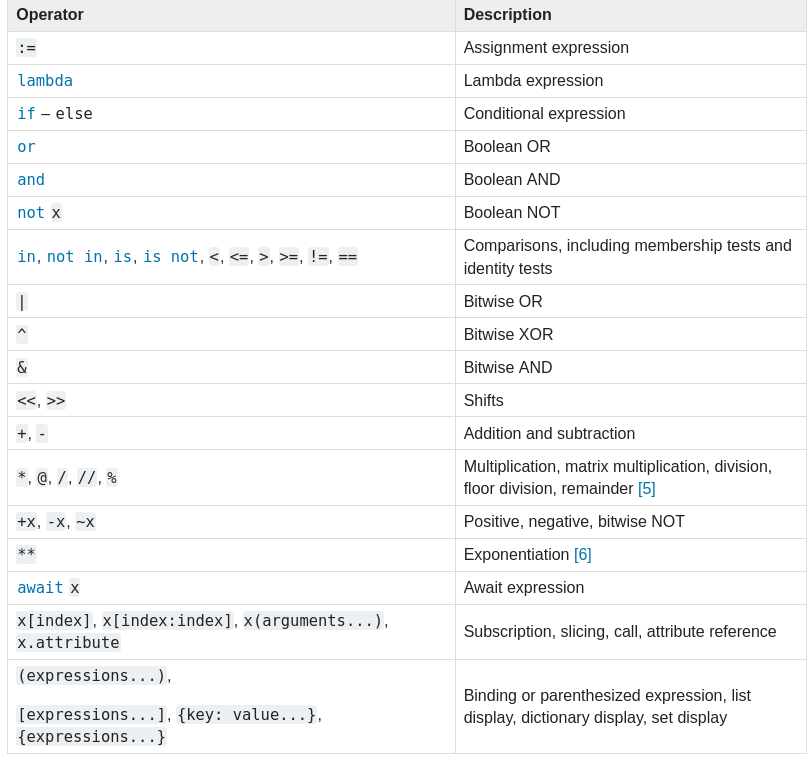 Operator Description
:= Assignment expression
lambda Lambda expression
if – else Conditional expression
or Boolean OR
and Boolean AND
not x Boolean NOT
in, not in, is, is not, <, <=, >, >=, !=, == Comparisons, including membership tests and
identity tests
| Bitwise OR
^ Bitwise XOR
& Bitwise AND
<<, >> Shifts
+, - Addition and subtraction
*, @, /, //, % Multiplication, matrix multiplication, division,
floor division, remainder [5]
+x, -x, ~x Positive, negative, bitwise NOT
** Exponentiation [6]
await x Await expression
x[index], x[index:index], x(arguments...),
x.attribute
Subscription, slicing, call, attribute reference
(expressions...),
[expressions...], {key: value...},
{expressions...}
Binding or parenthesized expression, list
display, dictionary display, set display